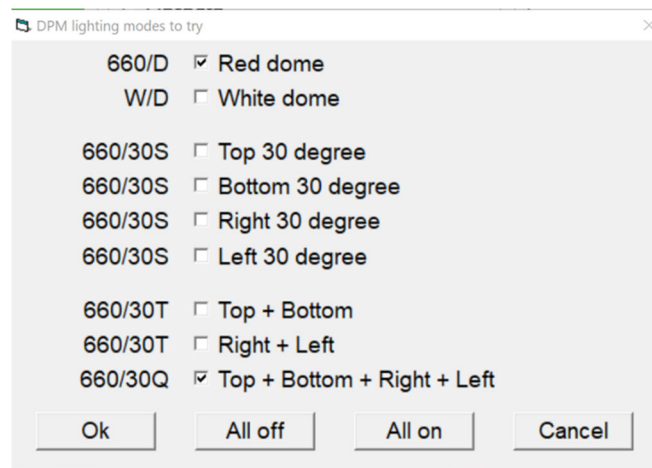 DPM lighting modes to try
660/D Red dome
W/D White dome
660/30S Top 30 degree
660/30S Bottom 30 degree
660/30S Right 30 degree
660/30S Left 30 degree
660/30T Top + Bottom
660/30T Right + Left
660/30Q Top + Bottom + Right + Left
Ok All off All on Cancel